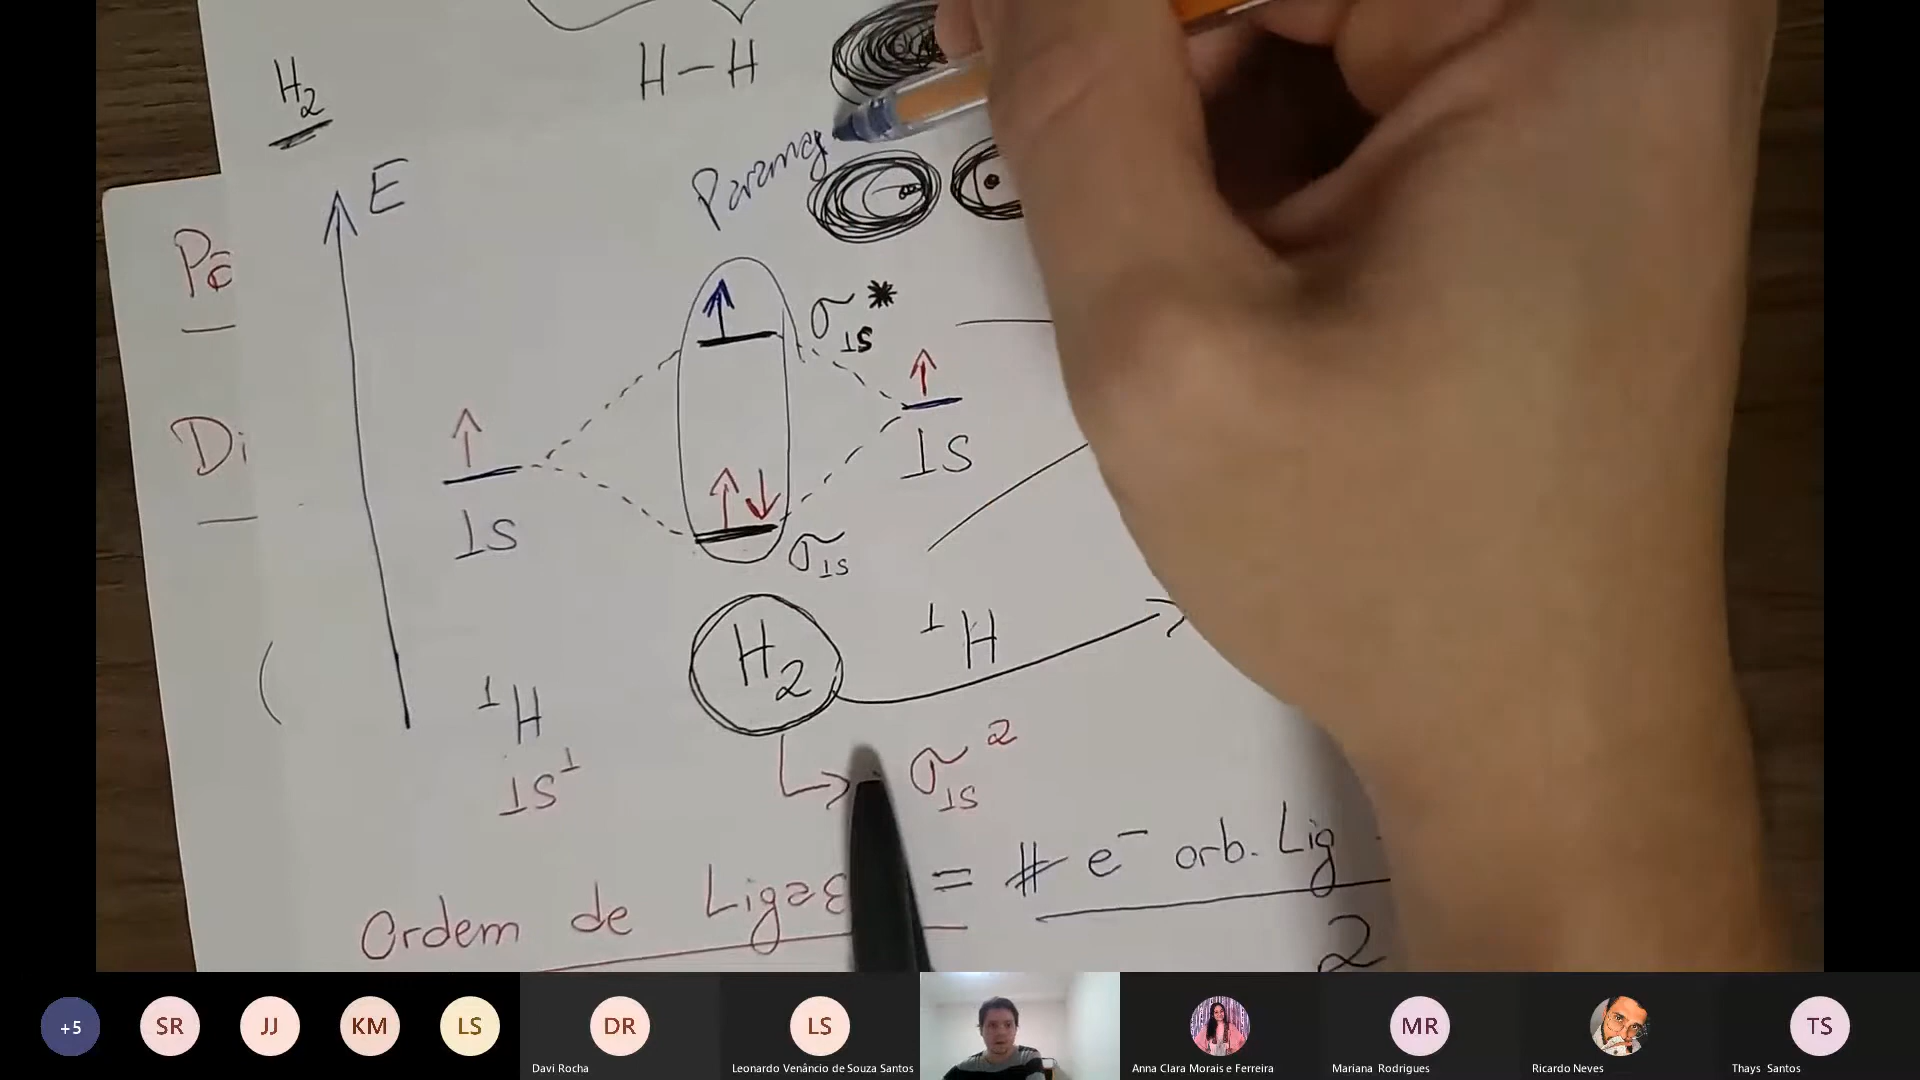 H – H
H2
E
Paramag
Pa
σ1s*
1s
Di
1s
σ1s
1H
H2
1H
1s1
σ1s2
Ordem de Ligaç = # e– orb. Lig -
2
+5
SR
JJ
KM
LS
DR
LS
MR
TS
Davi Rocha
Leonardo Venâncio de Souza Santos
Anna Clara Morais e Ferreira
Mariana Rodrigues
Ricardo Neves
Thays Santos